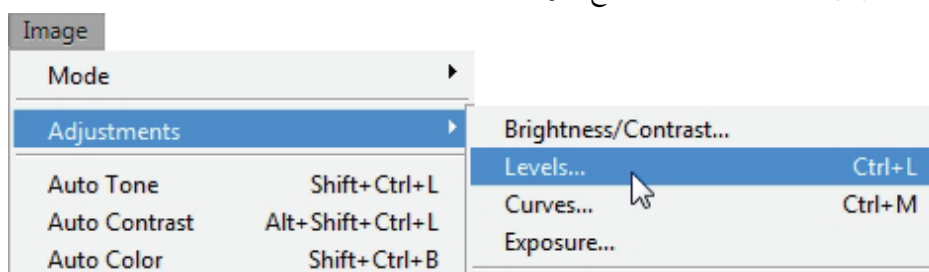 Image
Mode
Adjustments
Auto Tone Shift+Ctrl+L
Auto Contrast Alt+Shift+Ctrl+L
Auto Color Shift+Ctrl+B
Brightness/Contrast...
Levels... Ctrl+L
Curves... Ctrl+M
Exposure...